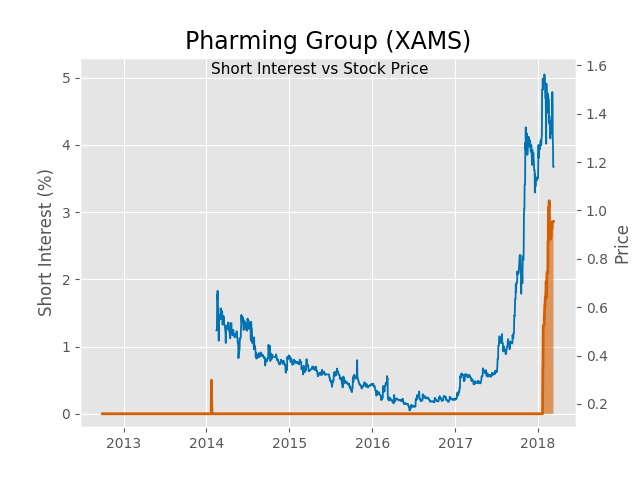 Pharming Group (XAMS)
Short Interest vs Stock Price
Short Interest (%)
5
4
3
2
1
0
1.6
1.4
1.2
1.0
0.8
0.6
0.4
0.2
Price
2013 2014 2015 2016 2017 2018